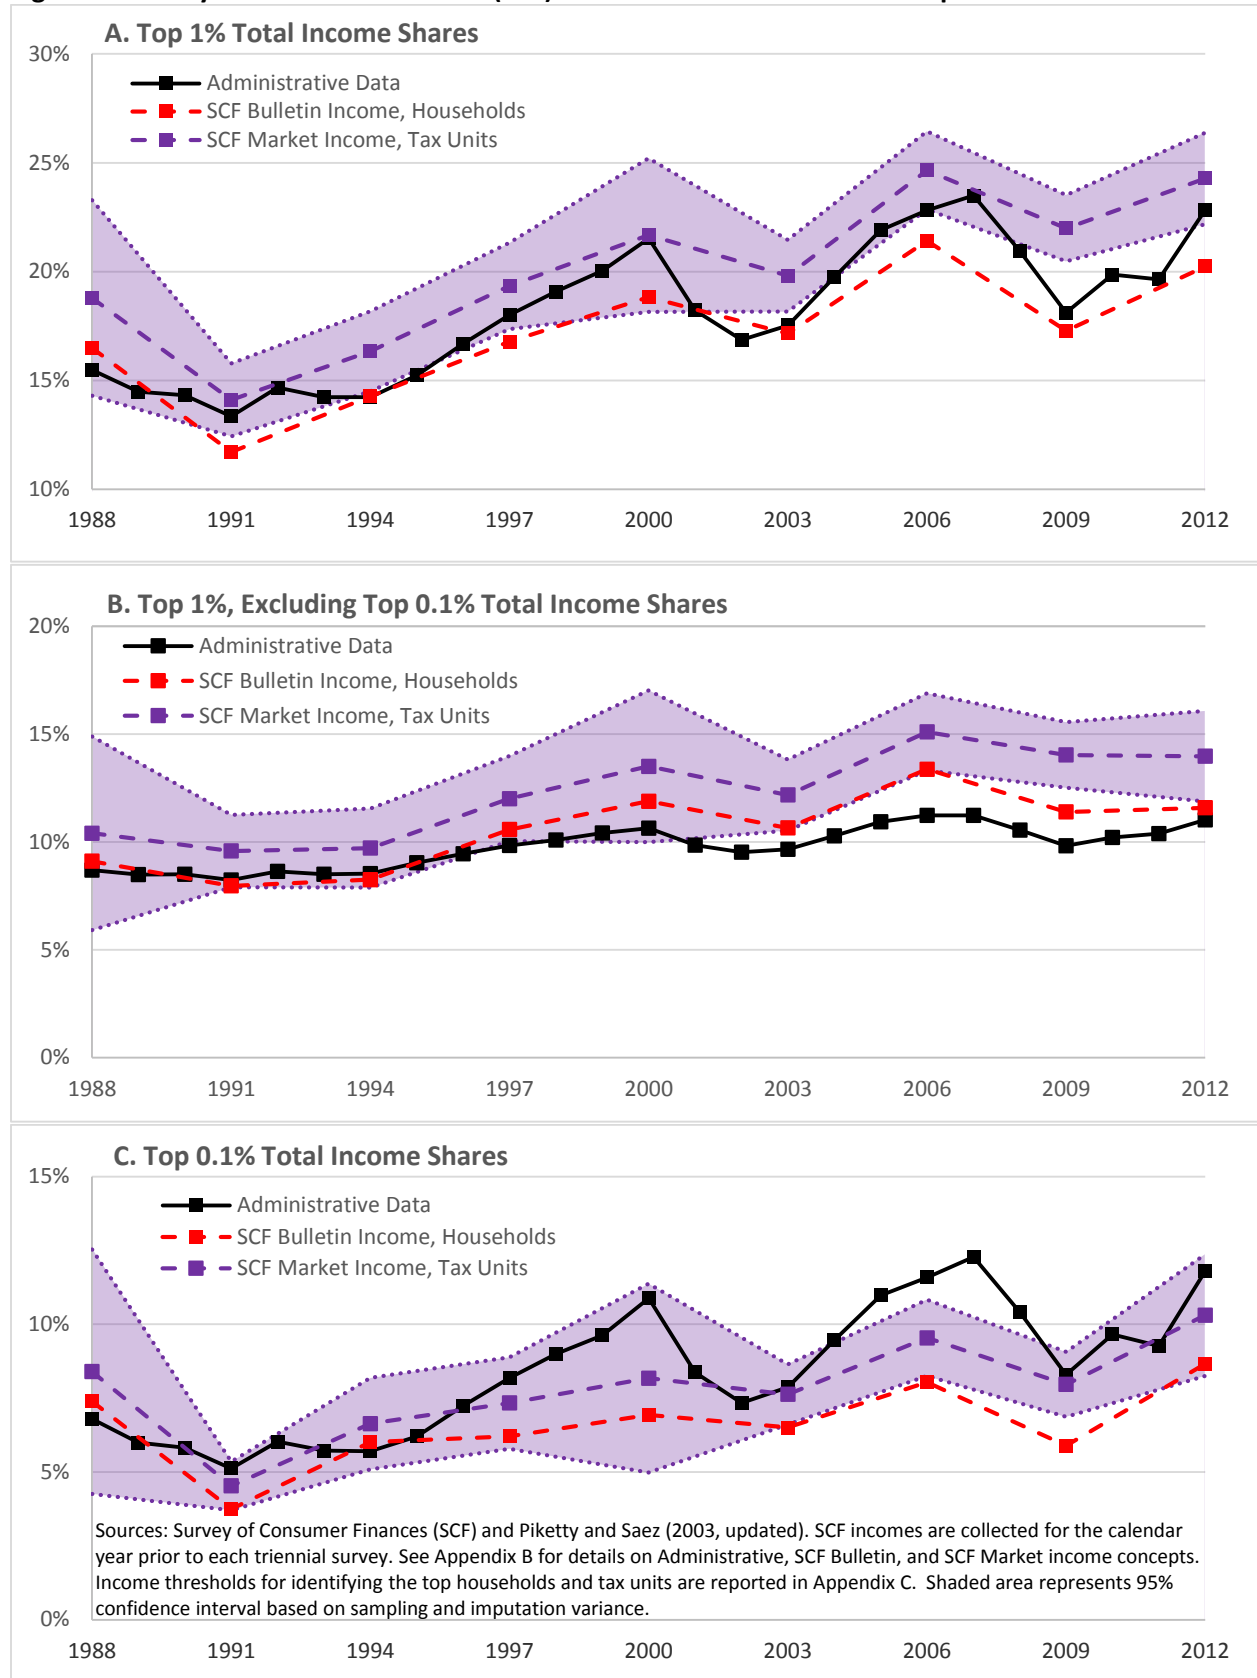 A. Top 1% Total Income Shares
30%
Administrative Data
SCF Bulletin Income, Households
SCF Market Income, Tax Units
25%
20%
15%
10%
1988 1991 1994 1997 2000 2003 2006 2009 2012
B. Top 1%, Excluding Top 0.1% Total Income Shares
20%
Administrative Data
SCF Bulletin Income, Households
SCF Market Income, Tax Units
15%
10%
5%
0%
1988 1991 1994 1997 2000 2003 2006 2009 2012
C. Top 0.1% Total Income Shares
15%
Administrative Data
SCF Bulletin Income, Households
SCF Market Income, Tax Units
10%
5%
Sources: Survey of Consumer Finances (SCF) and Piketty and Saez (2003, updated). SCF incomes are collected for the calendar
year prior to each triennial survey. See Appendix B for details on Administrative, SCF Bulletin, and SCF Market income concepts.
Income thresholds for identifying the top households and tax units are reported in Appendix C. Shaded area represents 95%
confidence interval based on sampling and imputation variance.
0%
1988 1991 1994 1997 2000 2003 2006 2009 2012